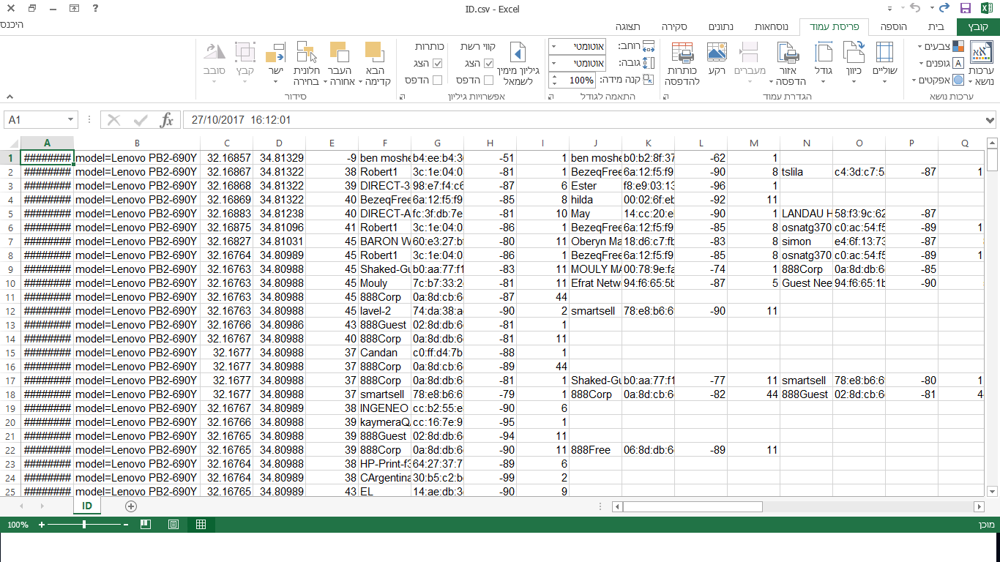 ID.csv - Excel
היכנס
קובץ בית הוספה פריסת עמוד נוסחאות נתונים סקירה תצוגה
ערכות נושא צבעים גופנים אפקטים
שוליים כיוון גודל אזור הדפסה מעברים רקע כותרות להדפסה
רוחב: אוטומטי
גובה: אוטומטי
קנה מידה: 100%
גיליון מימין לשמאל קווי רשת הצג הדפס כותרות הצג הדפס
הבא קדימה העבר אחורה חלונית בחירה ישר קבץ סובב
ערכות נושא הגדרת עמוד התאמה לגודל אפשרויות גיליון סידור
A1 fx 27/10/2017 16:12:01
A B C D E F G H I J K L M N O P Q
1 ######## model=Lenovo PB2-690Y 32.16857 34.81329 -9 ben moshe b4:ee:b4:3 -51 1 ben moshe b0:b2:8f:37 -62 1
2 ######## model=Lenovo PB2-690Y 32.16867 34.81322 38 Robert1 3c:1e:04:0 -81 1 BezeqFree 6a:12:f5:f9 -90 8 tslila c4:3d:c7:5 -87 1
3 ######## model=Lenovo PB2-690Y 32.16868 34.81322 39 DIRECT-3 98:e7:f4:c6 -87 6 Ester f8:e9:03:13 -96 1
4 ######## model=Lenovo PB2-690Y 32.16869 34.81322 40 BezeqFree 6a:12:f5:f9 -85 8 hilda 00:02:6f:eb -92 11
5 ######## model=Lenovo PB2-690Y 32.16883 34.81238 40 DIRECT-A fc:3f:db:7e -81 10 May 14:cc:20:e -90 1 LANDAU H 58:f3:9c:62 -87
6 ######## model=Lenovo PB2-690Y 32.16875 34.81096 41 Robert1 3c:1e:04:0 -86 1 BezeqFree 6a:12:f5:f9 -85 8 osnatg370 c0:ac:54:f5 -89 1
7 ######## model=Lenovo PB2-690Y 32.16827 34.81031 45 BARON W 60:e3:27:b -80 11 Oberyn Ma 18:d6:c7:fb -83 8 simon e4:6f:13:73 -87
8 ######## model=Lenovo PB2-690Y 32.16764 34.80989 45 Robert1 3c:1e:04:0 -86 1 BezeqFree 6a:12:f5:f9 -85 8 osnatg370 c0:ac:54:f5 -89 1
9 ######## model=Lenovo PB2-690Y 32.16763 34.80988 45 Shaked-Gu b0:aa:77:f1 -83 11 MOULY MA 00:78:9e:fa -74 1 888Corp 0a:8d:db:6 -85
10 ######## model=Lenovo PB2-690Y 32.16763 34.80988 45 Mouly 7c:b7:33:2 -81 11 Efrat Netw 94:f6:65:5b -87 5 Guest Nee 94:f6:65:1b -90
11 ######## model=Lenovo PB2-690Y 32.16763 34.80988 45 888Corp 0a:8d:cb:6 -87 44
12 ######## model=Lenovo PB2-690Y 32.16763 34.80988 45 lavel-2 74:da:38:a -90 2 smartsell 78:e8:b6:6 -90 11
13 ######## model=Lenovo PB2-690Y 32.16766 34.80986 43 888Guest 02:8d:db:6 -81 1
14 ######## model=Lenovo PB2-690Y 32.16767 34.80988 40 888Corp 0a:8d:db:6 -81 11
15 ######## model=Lenovo PB2-690Y 32.1677 34.80988 37 Candan c0:ff:d4:7b -88 1
16 ######## model=Lenovo PB2-690Y 32.1677 34.80988 37 888Corp 0a:8d:cb:6 -89 44
17 ######## model=Lenovo PB2-690Y 32.1677 34.80988 37 888Corp 0a:8d:db:6 -81 1 Shaked-Gu b0:aa:77:f1 -77 11 smartsell 78:e8:b6:6 -80 1
18 ######## model=Lenovo PB2-690Y 32.1677 34.80988 37 smartsell 78:e8:b6:6 -79 1 888Corp 0a:8d:cb:6 -82 44 888Guest 02:8d:cb:6 -81 4
19 ######## model=Lenovo PB2-690Y 32.16767 34.80989 38 INGENEO cc:b2:55:e -90 6
20 ######## model=Lenovo PB2-690Y 32.16766 34.80988 39 kaymeraQ cc:16:7e:9 -95 1
21 ######## model=Lenovo PB2-690Y 32.16765 34.80988 39 888Guest 02:8d:db:6 -94 11
22 ######## model=Lenovo PB2-690Y 32.16765 34.80988 39 888Corp 0a:8d:db:6 -90 11 888Free 06:8d:db:6 -89 11
23 ######## model=Lenovo PB2-690Y 32.16764 34.80988 38 HP-Print-f3 64:27:37:7 -89 6
24 ######## model=Lenovo PB2-690Y 32.16764 34.80989 38 CArgentina 30:b5:c2:b -99 2
25 ######## model=Lenovo PB2-690Y 32.16765 34.80989 43 EL 14:ae:db:3 -90 9
ID
100% מוכן